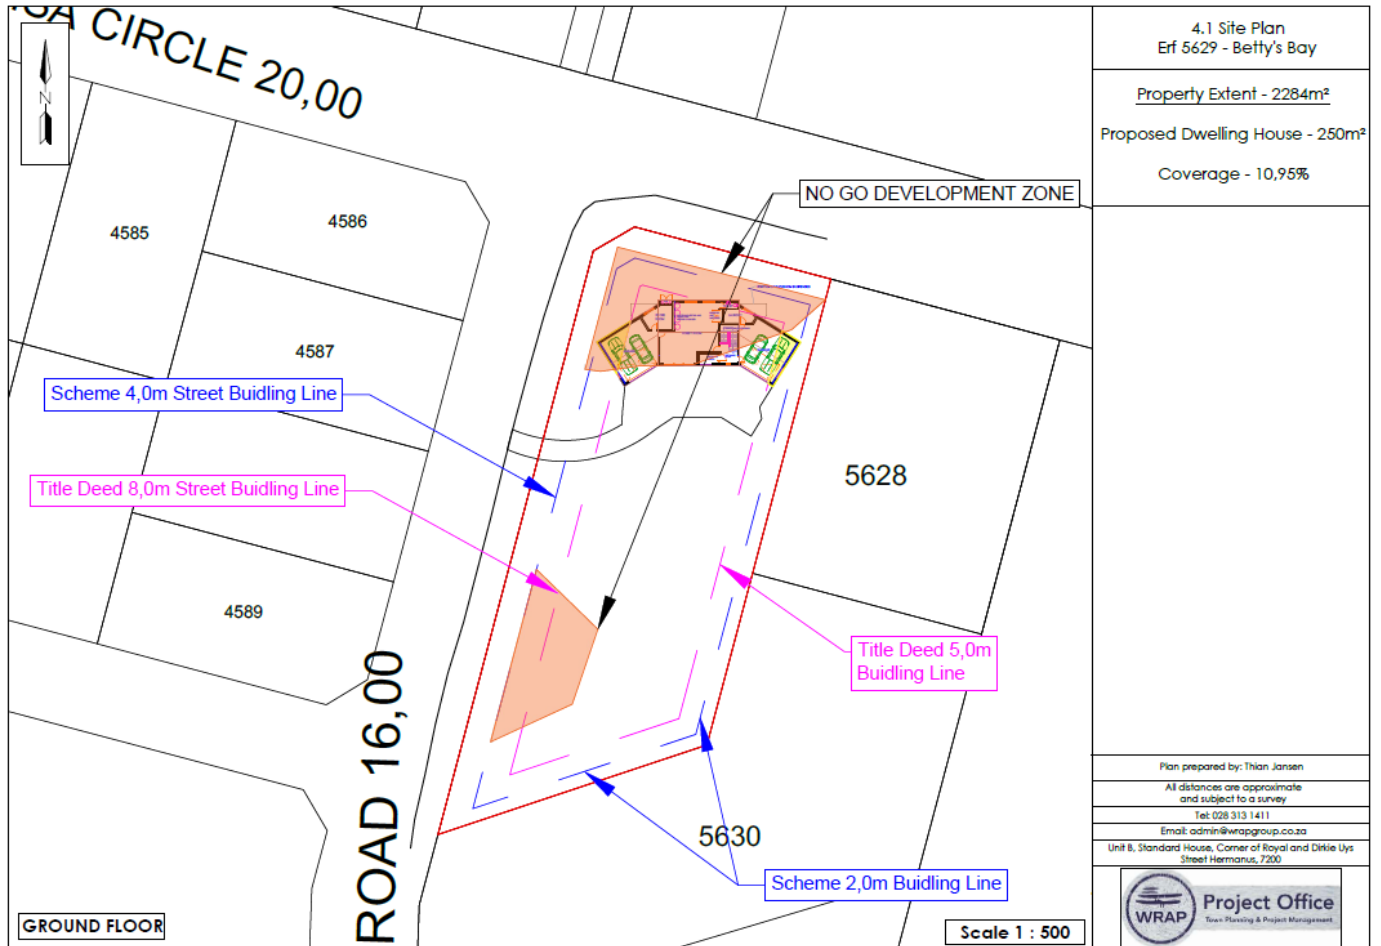 SA CIRCLE 20,00
N
4585
4586
4587
4589
NO GO DEVELOPMENT ZONE
Scheme 4,0m Street Buidling Line
Title Deed 8,0m Street Buidling Line
5628
Title Deed 5,0m
Buidling Line
5630
Scheme 2,0m Buidling Line
ROAD 16,00
GROUND FLOOR
Scale 1 : 500
4.1 Site Plan
Erf 5629 - Betty's Bay
Property Extent - 2284m²
Proposed Dwelling House - 250m²
Coverage - 10,95%
Plan prepared by: Thian Jansen
All distances are approximate
and subject to a survey
Tel: 028 313 1411
Email: admin@wrapgroup.co.za
Unit B, Standard House, Corner of Royal and Dirkie Uys
Street Hermanus, 7200
WRAP
Project Office
Town Planning & Project Management